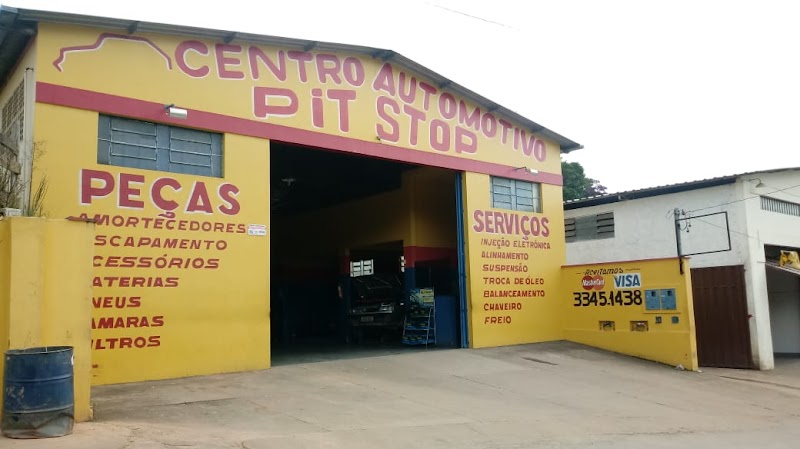 CENTRO AUTOMOTIVO
PiT STOP
PEÇAS
AMORTECEDORES
SCAPAMENTO
CESSÓRIOS
ATERIAS
NEUS
AMARAS
ILTROS
SERVIÇOS
INJEÇÃO ELETRÔNICA
ALINHAMENTO
SUSPENSÃO
TROCA DE ÓLEO
BALANCEAMENTO
CHAVEIRO
FREIO
Aceitamos
MasterCard VISA
3345.1438